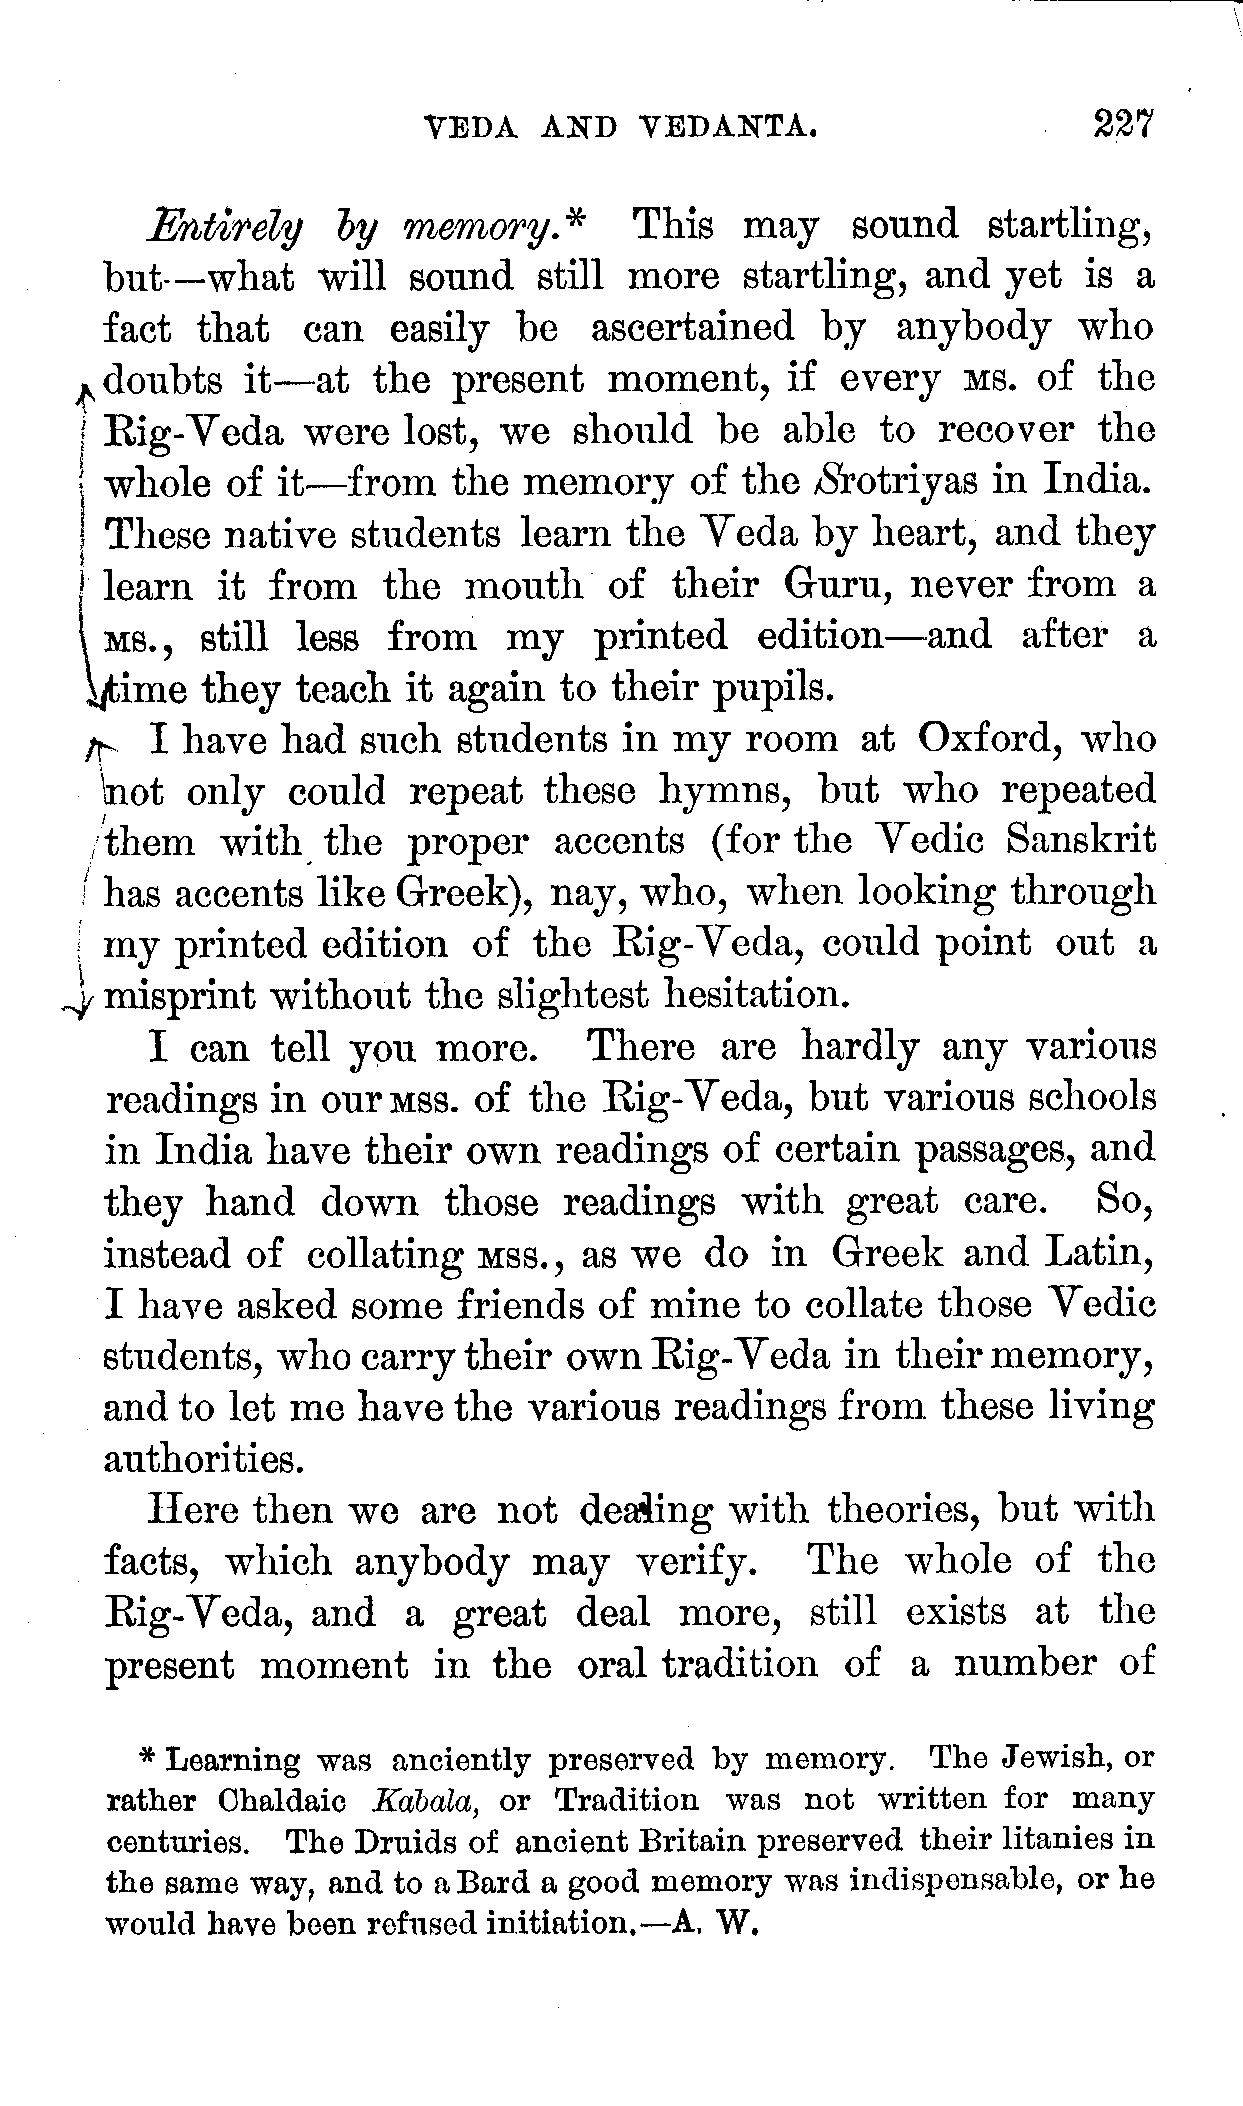 VEDA AND VEDANTA. 227
Entirely by memory.* This may sound startling,
but—what will sound still more startling, and yet is a
fact that can easily be ascertained by anybody who
doubts it—at the present moment, if every MS. of the
Rig-Veda were lost, we should be able to recover the
whole of it—from the memory of the Srotriyas in India.
These native students learn the Veda by heart, and they
learn it from the mouth of their Guru, never from a
MS., still less from my printed edition—and after a
time they teach it again to their pupils.
I have had such students in my room at Oxford, who
not only could repeat these hymns, but who repeated
them with the proper accents (for the Vedic Sanskrit
has accents like Greek), nay, who, when looking through
my printed edition of the Rig-Veda, could point out a
misprint without the slightest hesitation.
I can tell you more. There are hardly any various
readings in our MSS. of the Rig-Veda, but various schools
in India have their own readings of certain passages, and
they hand down those readings with great care. So,
instead of collating MSS., as we do in Greek and Latin,
I have asked some friends of mine to collate those Vedic
students, who carry their own Rig-Veda in their memory,
and to let me have the various readings from these living
authorities.
Here then we are not dealing with theories, but with
facts, which anybody may verify. The whole of the
Rig-Veda, and a great deal more, still exists at the
present moment in the oral tradition of a number of
* Learning was anciently preserved by memory. The Jewish, or
rather Chaldaic Kabala, or Tradition was not written for many
centuries. The Druids of ancient Britain preserved their litanies in
the same way, and to a Bard a good memory was indispensable, or he
would have been refused initiation.—A. W.